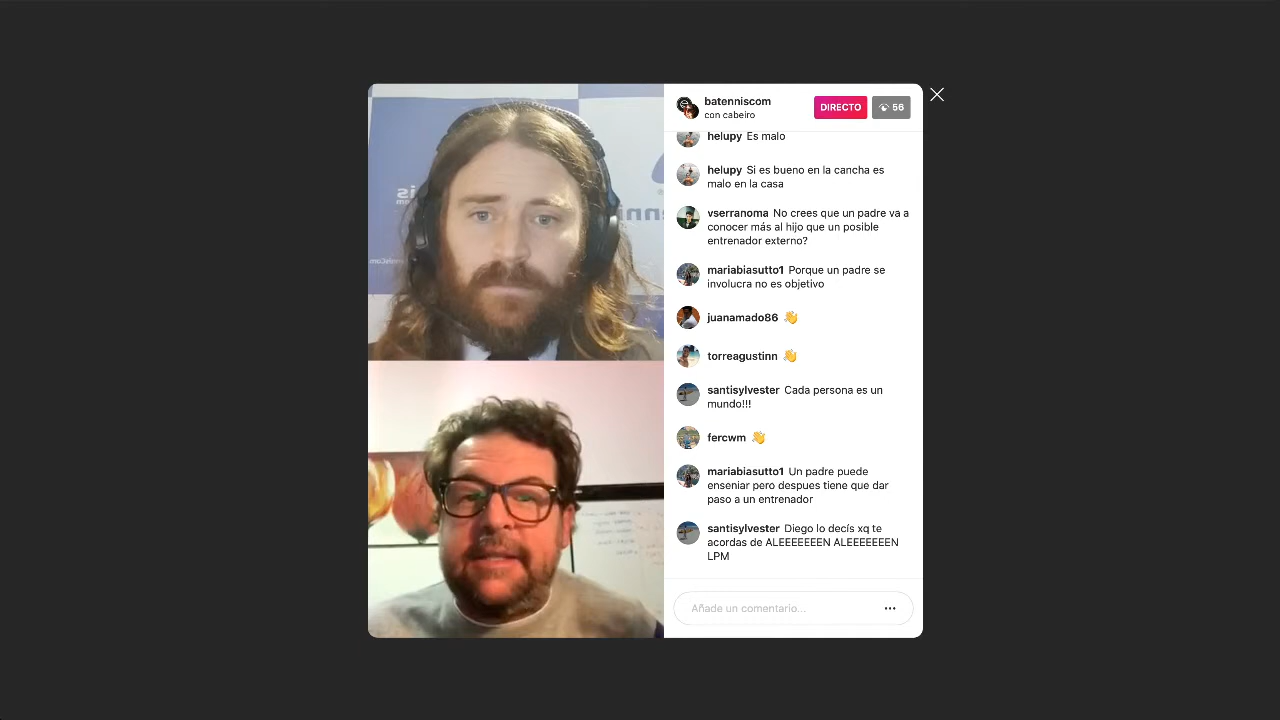 batenniscom
con cabeiro
DIRECTO
56
helupy Es malo
helupy Si es bueno en la cancha es
malo en la casa
vserranoma No crees que un padre va a
conocer más al hijo que un posible
entrenador externo?
mariabiasutto1 Porque un padre se
involucra no es objetivo
juanamado86 👋
torreagustinn 👋
santisylvester Cada persona es un
mundo!!!
fercwm 👋
mariabiasutto1 Un padre puede
enseniar pero despues tiene que dar
paso a un entrenador
santisylvester Diego lo decís xq te
acordas de ALEEEEEEEN ALEEEEEEEN
LPM
Añade un comentario...